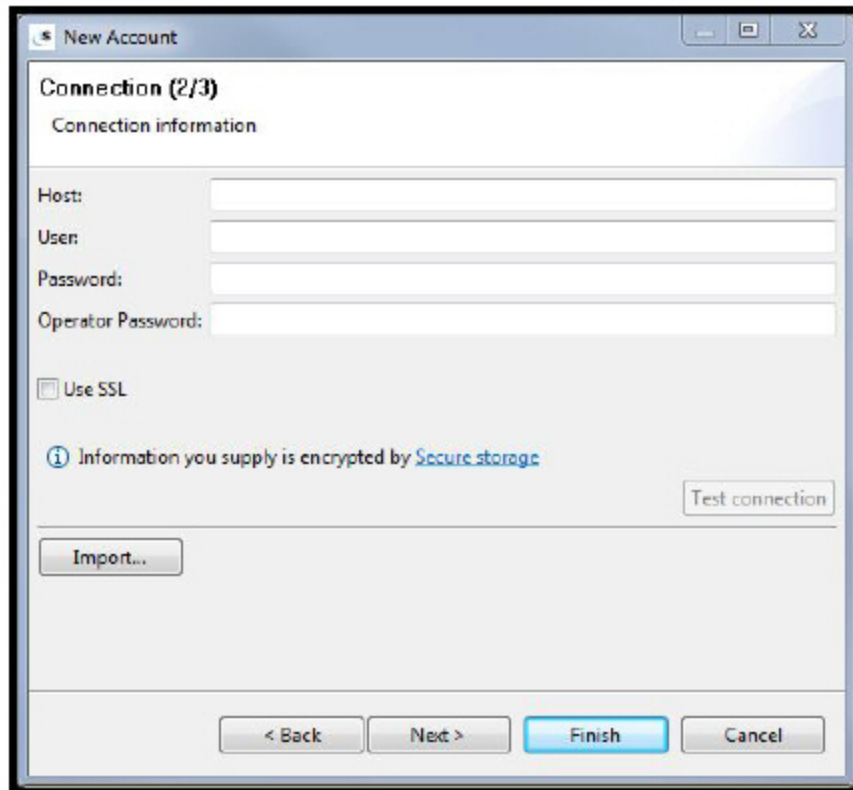 New Account
Connection (2/3)
Connection information
Host:
User:
Password:
Operator Password:
Use SSL
Information you supply is encrypted by Secure storage
Test connection
Import...
< Back Next > Finish Cancel